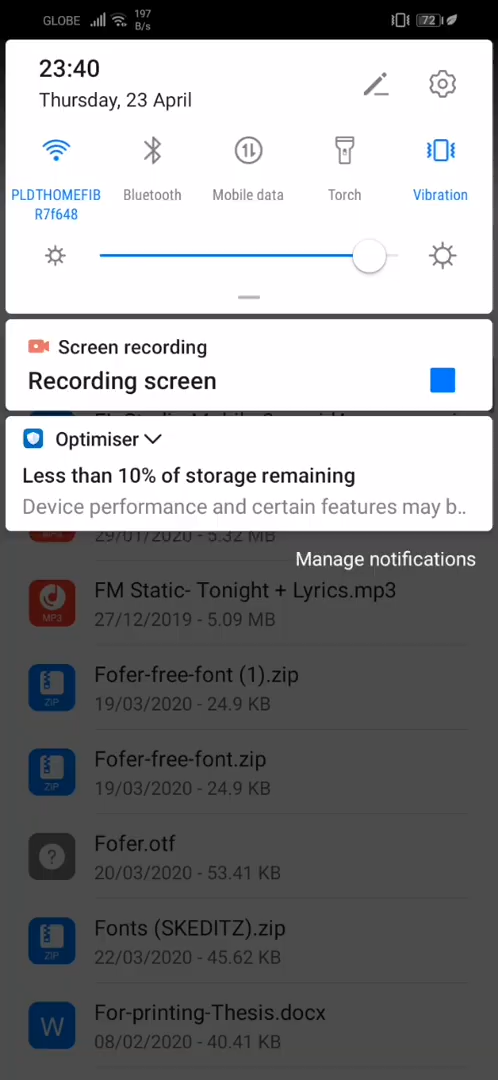 GLOBE 197 B/s 72
23:40
Thursday, 23 April
PLDTHOMEFIB
R7f648
Bluetooth
Mobile data
Torch
Vibration
Screen recording
Recording screen
Optimiser
Less than 10% of storage remaining
Device performance and certain features may b..
29/01/2020 - 5.32 MB
Manage notifications
MP3
FM Static- Tonight + Lyrics.mp3
27/12/2019 - 5.09 MB
MP3
Fofer-free-font (1).zip
19/03/2020 - 24.9 KB
ZIP
Fofer-free-font.zip
19/03/2020 - 24.9 KB
ZIP
?
Fofer.otf
20/03/2020 - 53.41 KB
Fonts (SKEDITZ).zip
22/03/2020 - 45.62 KB
ZIP
W
For-printing-Thesis.docx
08/02/2020 - 40.41 KB